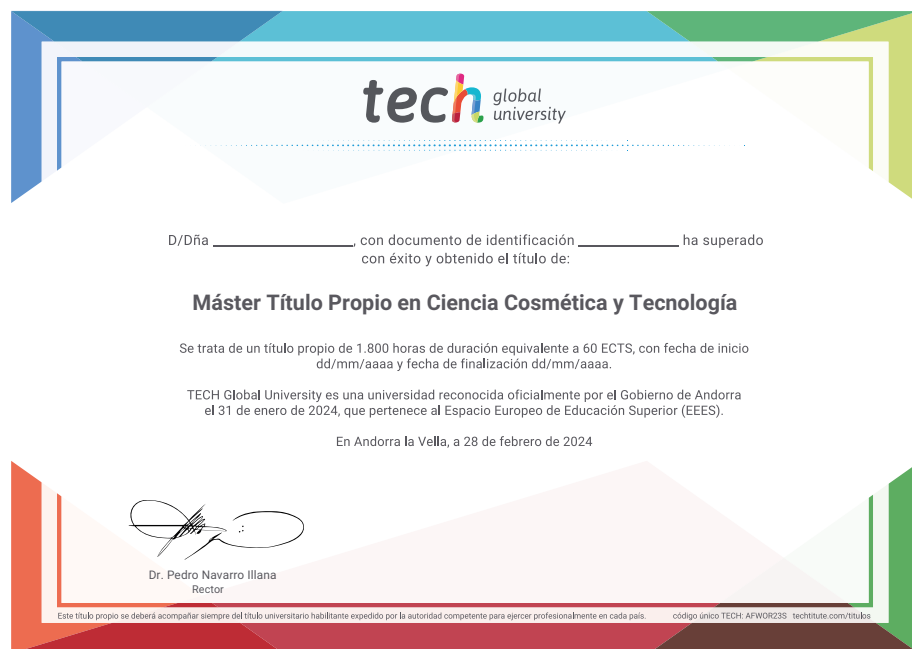 tech global
university
D/Dña ____________________, con documento de identificación ______________ ha superado
con éxito y obtenido el título de:
Máster Título Propio en Ciencia Cosmética y Tecnología
Se trata de un título propio de 1.800 horas de duración equivalente a 60 ECTS, con fecha de inicio
dd/mm/aaaa y fecha de finalización dd/mm/aaaa.
TECH Global University es una universidad reconocida oficialmente por el Gobierno de Andorra
el 31 de enero de 2024, que pertenece al Espacio Europeo de Educación Superior (EEES).
En Andorra la Vella, a 28 de febrero de 2024
Dr. Pedro Navarro Illana
Rector
Este título propio se deberá acompañar siempre del título universitario habilitante expedido por la autoridad competente para ejercer profesionalmente en cada país. código único TECH: AFWOR23S techtitute.com/titulos